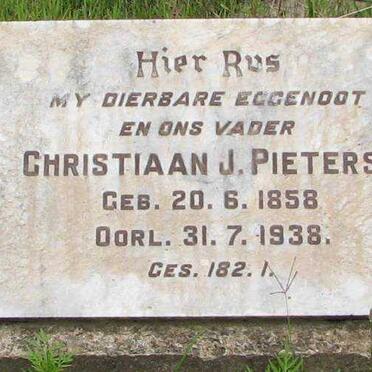 Hier Rus
MY DIERBARE EGGENOOT
EN ONS VADER
CHRISTIAAN J. PIETERS
GEB. 20. 6. 1858
OORL. 31. 7. 1938.
GES. 182. 1.